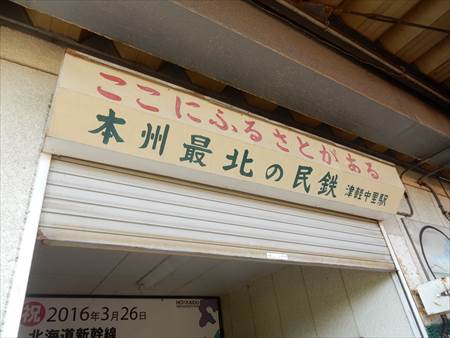 ここにふるさとがある
本州最北の民鉄 津軽中里駅
祝 2016年3月26日
HOKKAIDO
北海道新幹線